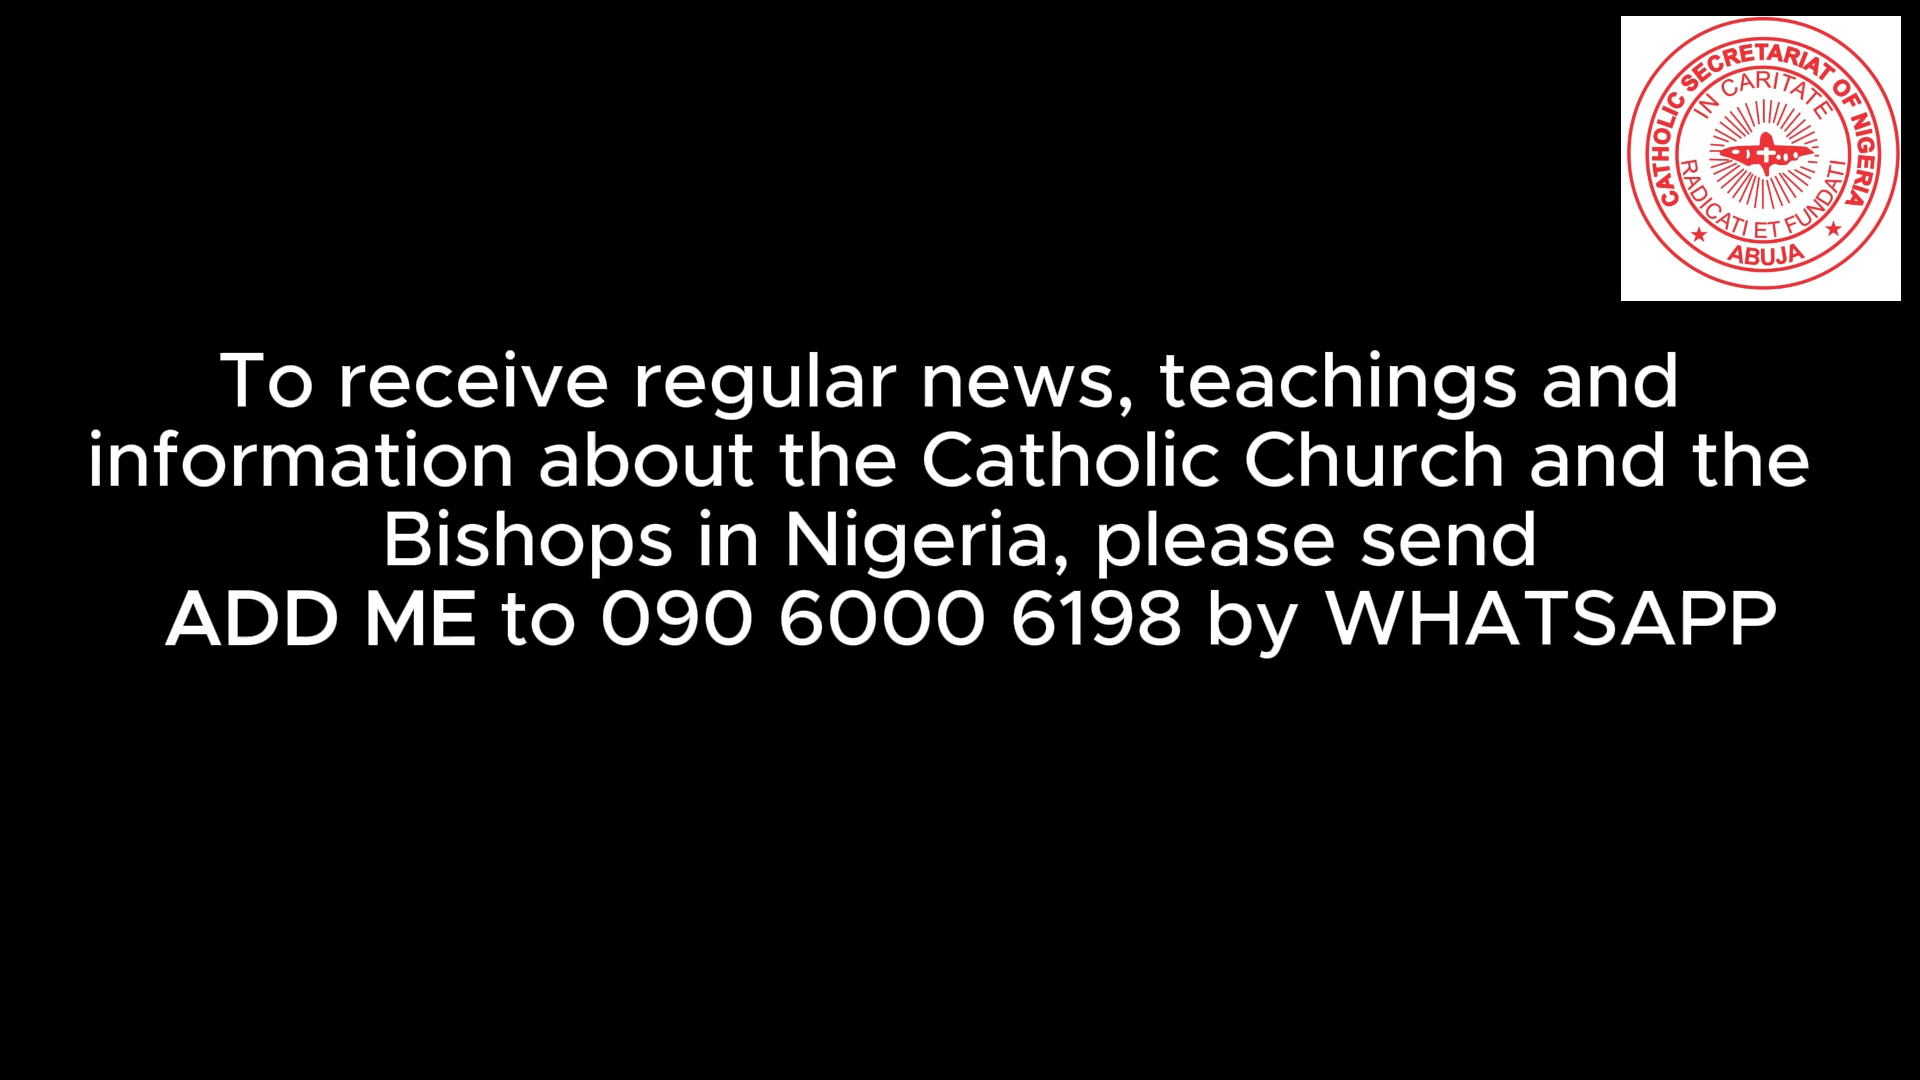 CATHOLIC SECRETARIAT OF NIGERIA
IN CARITATE
RADICATI ET FUNDATI
ABUJA
To receive regular news, teachings and
information about the Catholic Church and the
Bishops in Nigeria, please send
ADD ME to 090 6000 6198 by WHATSAPP